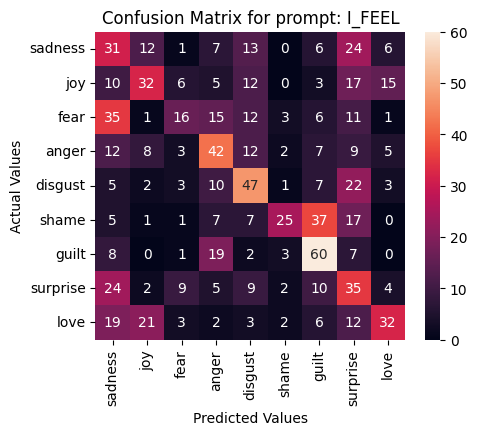 Confusion Matrix for prompt: I_FEEL
sadness 31 12 1 7 13 0 6 24 6
joy 10 32 6 5 12 0 3 17 15
fear 35 1 16 15 12 3 6 11 1
anger 12 8 3 42 12 2 7 9 5
disgust 5 2 3 10 47 1 7 22 3
shame 5 1 1 7 7 25 37 17 0
guilt 8 0 1 19 2 3 60 7 0
surprise 24 2 9 5 9 2 10 35 4
love 19 21 3 2 3 2 6 12 32
sadness joy fear anger disgust shame guilt surprise love
Predicted Values
Actual Values
60
50
40
30
20
10
0